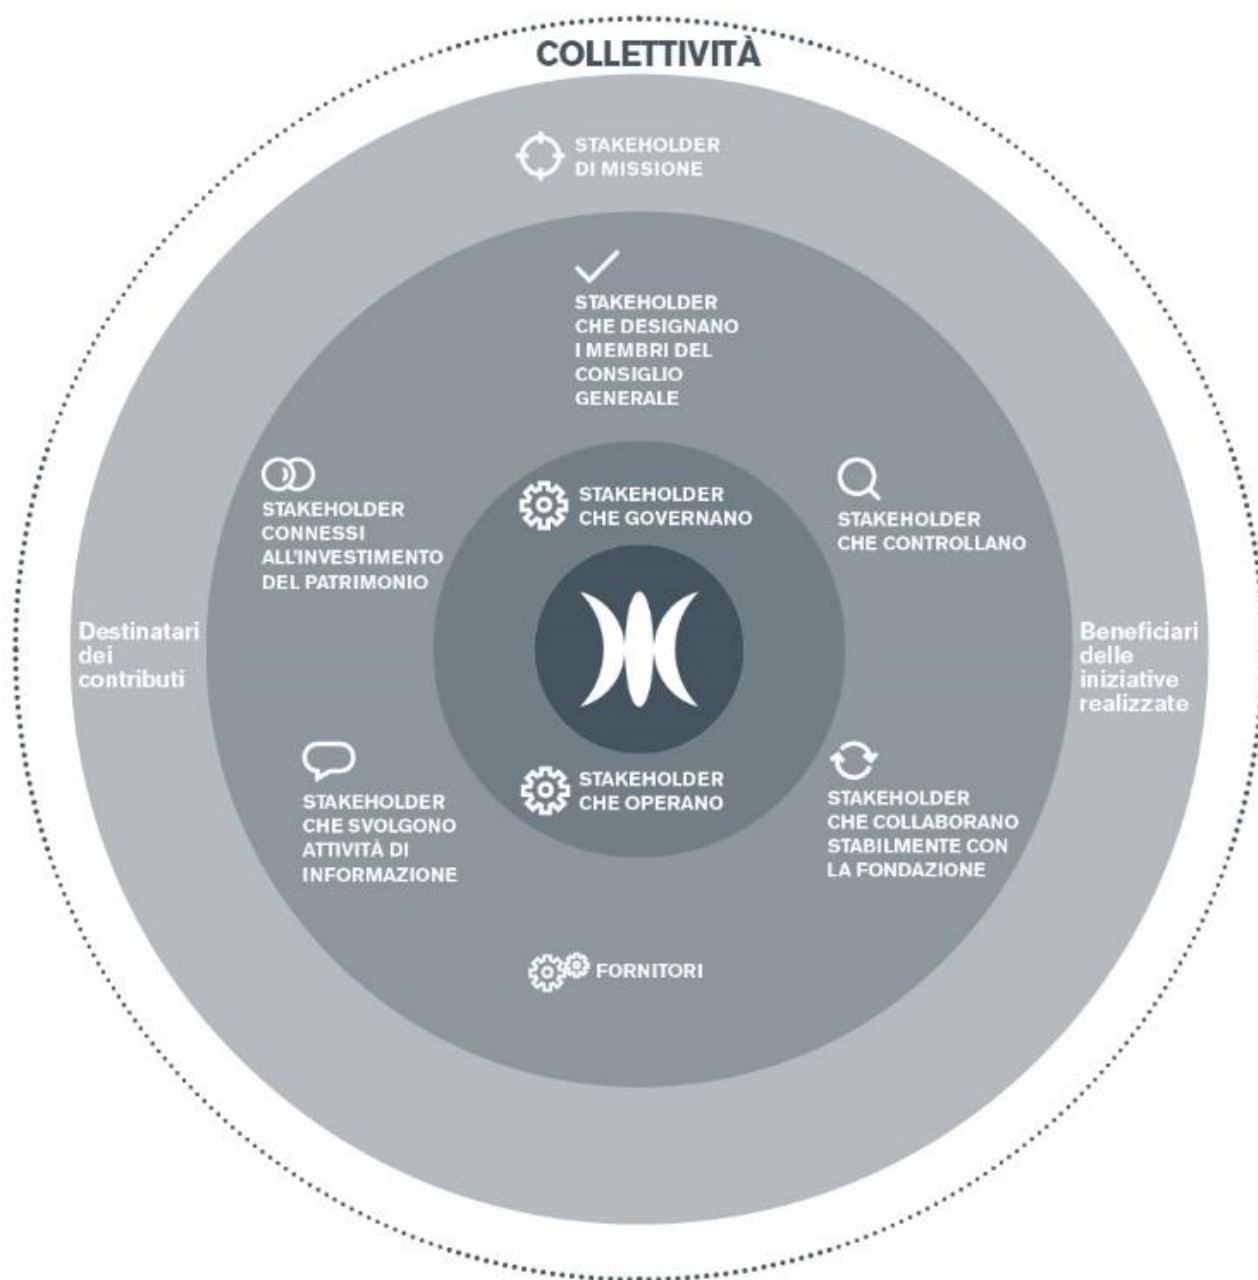 COLLETTIVITÀ
STAKEHOLDER
DI MISSIONE
STAKEHOLDER
CHE DESIGNANO
I MEMBRI DEL
CONSIGLIO
GENERALE
STAKEHOLDER
CONNESSI
ALL'INVESTIMENTO
DEL PATRIMONIO
STAKEHOLDER
CHE GOVERNANO
STAKEHOLDER
CHE CONTROLLANO
Destinatari
dei
contributi
Beneficiari
delle
iniziative
realizzate
STAKEHOLDER
CHE SVOLGONO
ATTIVITÀ DI
INFORMAZIONE
STAKEHOLDER
CHE OPERANO
STAKEHOLDER
CHE COLLABORANO
STABILMENTE CON
LA FONDAZIONE
FORNITORI